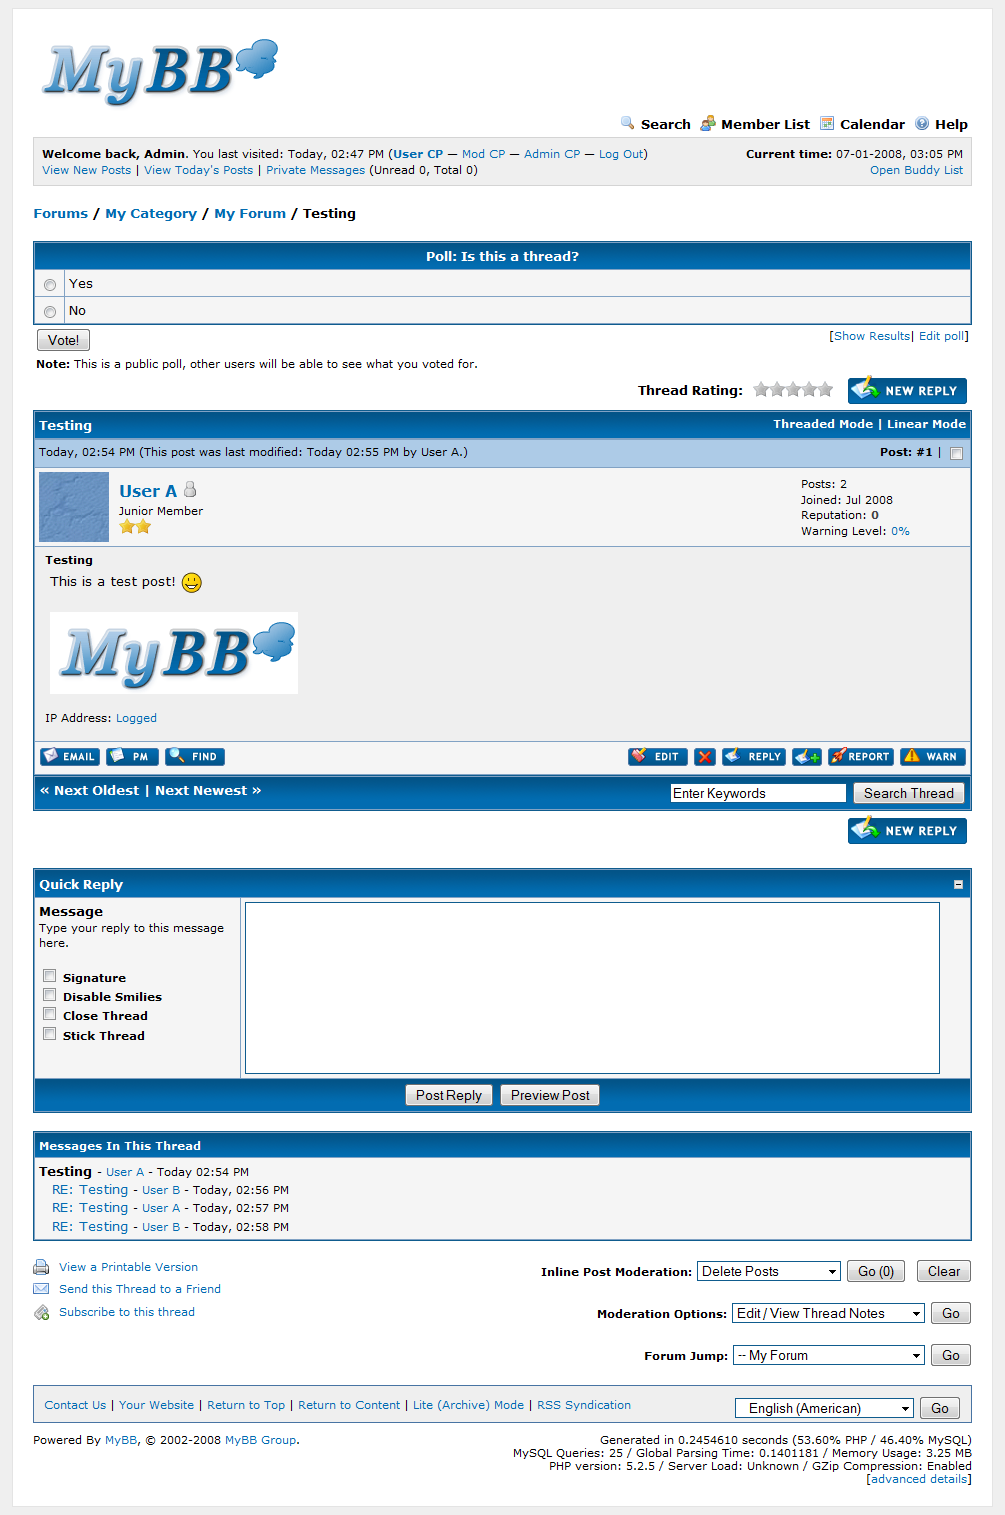 MyBB
Search Member List Calendar Help
Welcome back, Admin. You last visited: Today, 02:47 PM (User CP — Mod CP — Admin CP — Log Out) Current time: 07-01-2008, 03:05 PM
View New Posts | View Today's Posts | Private Messages (Unread 0, Total 0) Open Buddy List
Forums / My Category / My Forum / Testing
Poll: Is this a thread?
Yes
No
Vote! [Show Results| Edit poll]
Note: This is a public poll, other users will be able to see what you voted for.
Thread Rating: NEW REPLY
Testing Threaded Mode | Linear Mode
Today, 02:54 PM (This post was last modified: Today 02:55 PM by User A.) Post: #1 |
User A
Junior Member
Posts: 2
Joined: Jul 2008
Reputation: 0
Warning Level: 0%
Testing
This is a test post!
MyBB
IP Address: Logged
EMAIL PM FIND EDIT REPLY REPORT WARN
« Next Oldest | Next Newest » Enter Keywords Search Thread
NEW REPLY
Quick Reply
Message
Type your reply to this message
here.
Signature
Disable Smilies
Close Thread
Stick Thread
Post Reply Preview Post
Messages In This Thread
Testing - User A - Today 02:54 PM
RE: Testing - User B - Today, 02:56 PM
RE: Testing - User A - Today, 02:57 PM
RE: Testing - User B - Today, 02:58 PM
View a Printable Version
Send this Thread to a Friend
Subscribe to this thread
Inline Post Moderation: Delete Posts Go (0) Clear
Moderation Options: Edit / View Thread Notes Go
Forum Jump: -- My Forum Go
Contact Us | Your Website | Return to Top | Return to Content | Lite (Archive) Mode | RSS Syndication English (American) Go
Powered By MyBB, © 2002-2008 MyBB Group.
Generated in 0.2454610 seconds (53.60% PHP / 46.40% MySQL)
MySQL Queries: 25 / Global Parsing Time: 0.1401181 / Memory Usage: 3.25 MB
PHP version: 5.2.5 / Server Load: Unknown / GZip Compression: Enabled
[advanced details]